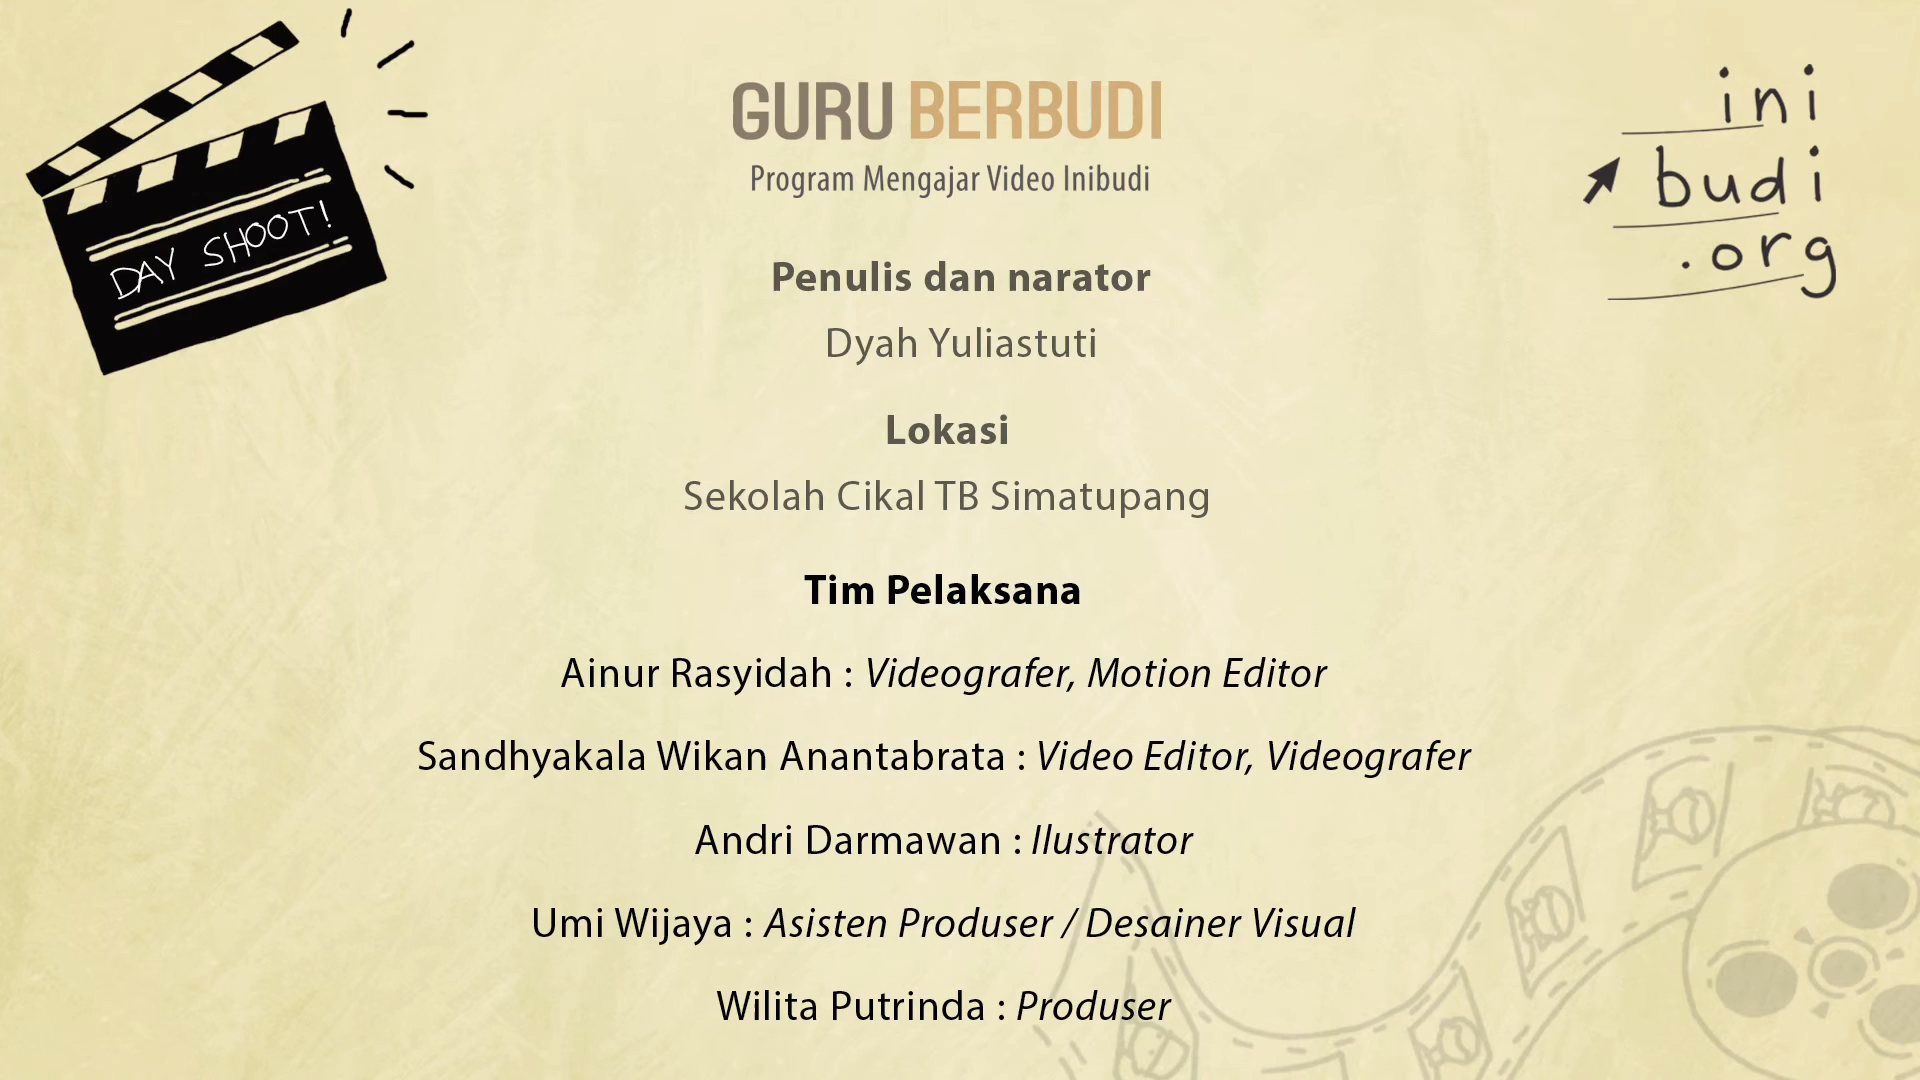 DAY SHOOT!
GURU BERBUDI
Program Mengajar Video Inibudi
ini
budi
.org
Penulis dan narator
Dyah Yuliastuti
Lokasi
Sekolah Cikal TB Simatupang
Tim Pelaksana
Ainur Rasyidah : Videografer, Motion Editor
Sandhyakala Wikan Anantabrata : Video Editor, Videografer
Andri Darmawan : Ilustrator
Umi Wijaya : Asisten Produser / Desainer Visual
Wilita Putrinda : Produser